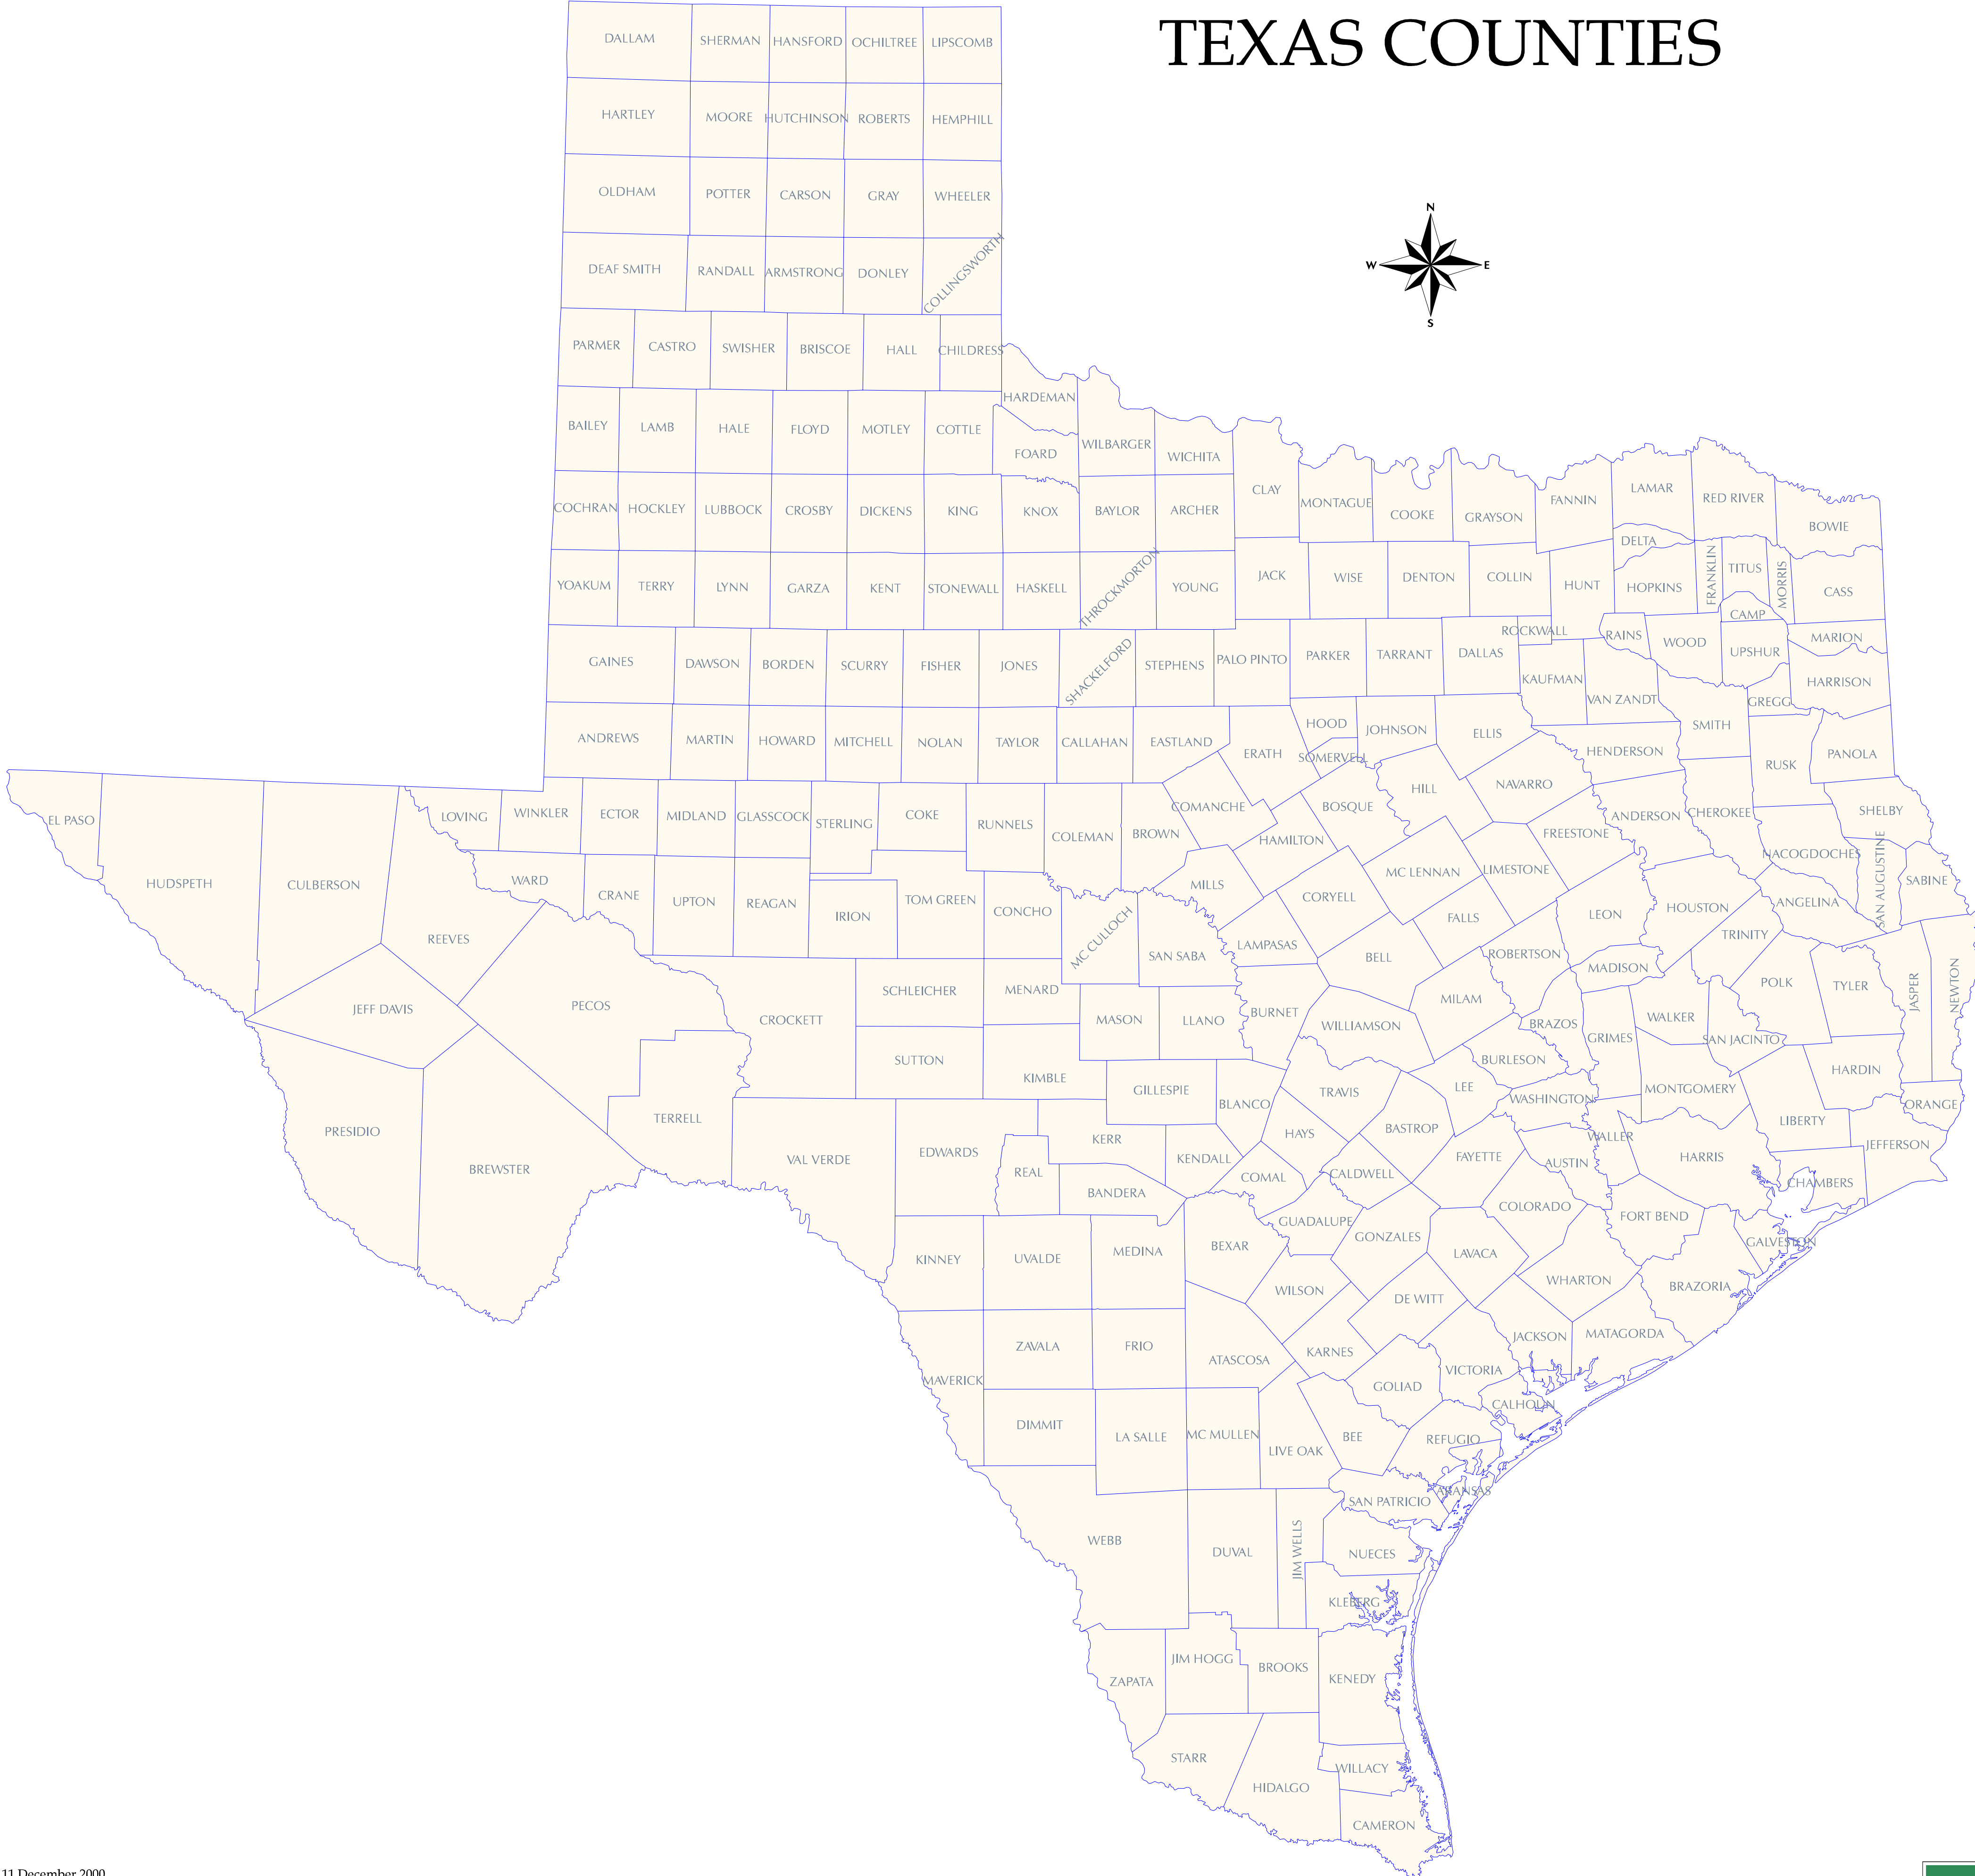 TEXAS COUNTIES
DALLAM SHERMAN HANSFORD OCHILTREE LIPSCOMB
HARTLEY MOORE HUTCHINSON ROBERTS HEMPHILL
OLDHAM POTTER CARSON GRAY WHEELER
N
W E
S
DEAF SMITH RANDALL ARMSTRONG DONLEY COLLINGSWORTH
PARMER CASTRO SWISHER BRISCOE HALL CHILDRESS
HARDEMAN
BAILEY LAMB HALE FLOYD MOTLEY COTTLE FOARD WILBARGER WICHITA
CLAY MONTAGUE COOKE GRAYSON FANNIN LAMAR RED RIVER BOWIE
COCHRAN HOCKLEY LUBBOCK CROSBY DICKENS KING KNOX BAYLOR ARCHER
DELTA
YOAKUM TERRY LYNN GARZA KENT STONEWALL HASKELL THROCKMORTON YOUNG JACK WISE DENTON COLLIN HUNT HOPKINS FRANKLIN TITUS MORRIS CASS
CAMP
ROCKWALL RAINS WOOD UPSHUR MARION
GAINES DAWSON BORDEN SCURRY FISHER JONES SHACKELFORD STEPHENS PALO PINTO PARKER TARRANT DALLAS KAUFMAN VAN ZANDT SMITH GREGG HARRISON
ANDREWS MARTIN HOWARD MITCHELL NOLAN TAYLOR CALLAHAN EASTLAND ERATH HOOD SOMERVELL JOHNSON ELLIS HENDERSON RUSK PANOLA
EL PASO LOVING WINKLER ECTOR MIDLAND GLASSCOCK STERLING COKE RUNNELS COLEMAN BROWN COMANCHE HAMILTON BOSQUE HILL NAVARRO FREESTONE ANDERSON CHEROKEE SHELBY
HUDSPETH CULBERSON WARD CRANE UPTON REAGAN IRION TOM GREEN CONCHO MILLS CORYELL MC LENNAN LIMESTONE NACOGDOCHES SAN AUGUSTINE SABINE
REEVES MC CULLOCH SAN SABA LAMPASAS BELL FALLS ROBERTSON LEON HOUSTON TRINITY ANGELINA
JEFF DAVIS PECOS CROCKETT SCHLEICHER MENARD MASON LLANO BURNET WILLIAMSON MILAM MADISON POLK TYLER JASPER NEWTON
SUTTON KIMBLE BRAZOS BURLESON GRIMES WALKER SAN JACINTO HARDIN
PRESIDIO BREWSTER TERRELL GILLESPIE BLANCO TRAVIS LEE WASHINGTON MONTGOMERY LIBERTY ORANGE
VAL VERDE EDWARDS REAL KERR KENDALL HAYS BASTROP FAYETTE AUSTIN WALLER HARRIS JEFFERSON
BANDERA COMAL CALDWELL COLORADO CHAMBERS
KINNEY UVALDE MEDINA BEXAR GUADALUPE GONZALES LAVACA FORT BEND GALVESTON
WILSON DE WITT WHARTON BRAZORIA
MAVERICK ZAVALA FRIO ATASCOSA KARNES GOLIAD VICTORIA JACKSON MATAGORDA
DIMMIT LA SALLE MC MULLEN LIVE OAK BEE REFUGIO CALHOUN
SAN PATRICIO ARANSAS
WEBB DUVAL JIM WELLS NUECES
KLEBERG
ZAPATA JIM HOGG BROOKS KENEDY
STARR HIDALGO WILLACY
CAMERON
11 December 2000